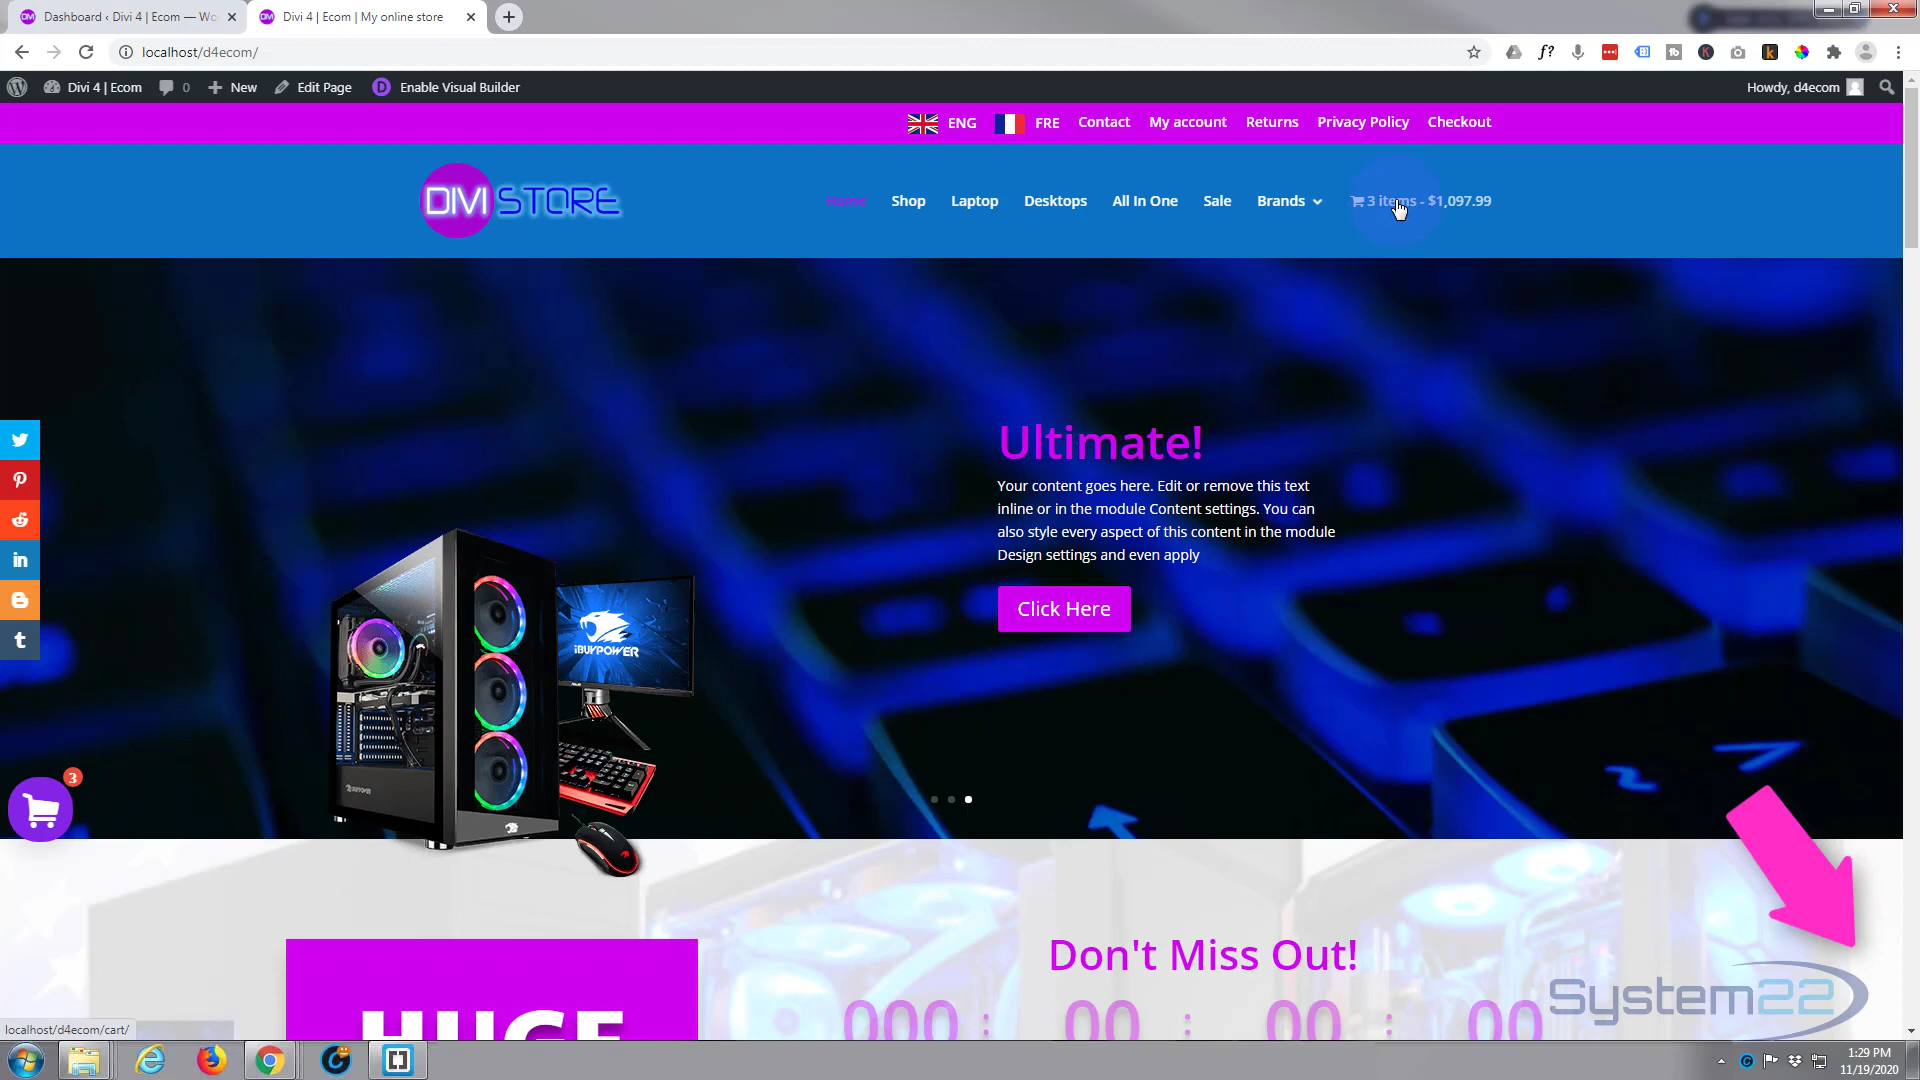 Dashboard ‹ Divi 4 | Ecom — Wo
Divi 4 | Ecom | My online store
localhost/d4ecom/
Divi 4 | Ecom
0
New
Edit Page
D
Enable Visual Builder
Howdy, d4ecom
ENG
FRE
Contact
My account
Returns
Privacy Policy
Checkout
DIVI STORE
Home
Shop
Laptop
Desktops
All In One
Sale
Brands
3 items - $1,097.99
Ultimate!
Your content goes here. Edit or remove this text
inline or in the module Content settings. You can
also style every aspect of this content in the module
Design settings and even apply
Click Here
iBUYPOWER
3
Don't Miss Out!
HUGE
000 : 00 : 00 : 00
System22
localhost/d4ecom/cart/
1:29 PM
11/19/2020